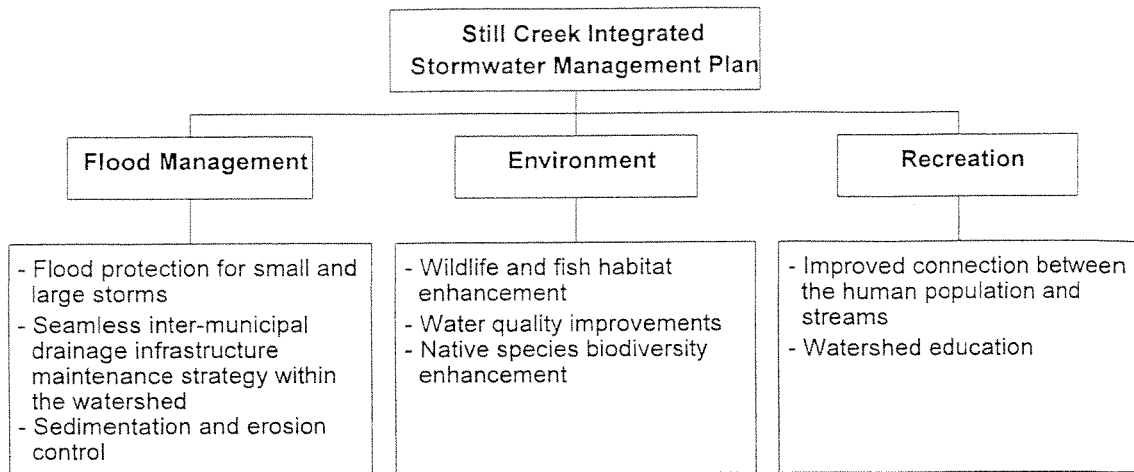 Still Creek Integrated
Stormwater Management Plan
Flood Management
Environment
Recreation
- Flood protection for small and
large storms
- Seamless inter-municipal
drainage infrastructure
maintenance strategy within
the watershed
- Sedimentation and erosion
control
- Wildlife and fish habitat
enhancement
- Water quality improvements
- Native species biodiversity
enhancement
- Improved connection between
the human population and
streams
- Watershed education